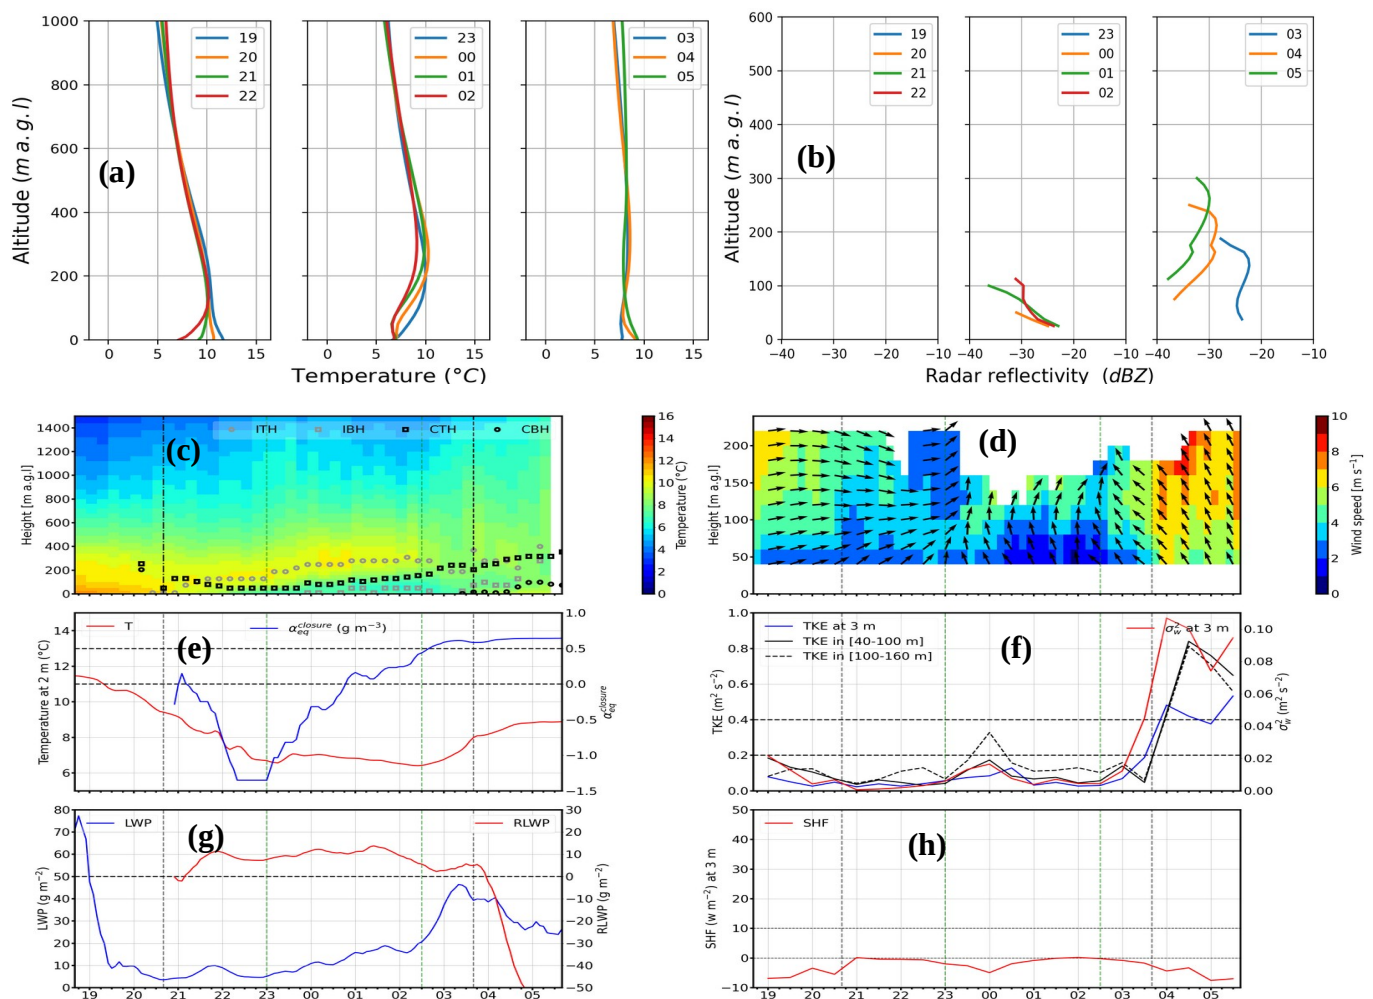 1000
800
600
400
200
0
Altitude (m a.g.l)
(a)
19
20
21
22
0 5 10 15
23
00
01
02
0 5 10 15
03
04
05
0 5 10 15
Temperature (°C)
600
500
400
300
200
100
0
Altitude (m a.g.l)
(b)
19
20
21
22
−40 −30 −20 −10
23
00
01
02
−40 −30 −20 −10
03
04
05
−40 −30 −20 −10
Radar reflectivity (dBZ)
1400
1200
1000
800
600
400
200
0
Height [m a.g.l]
(c)
ITH IBH CTH CBH
16
14
12
10
8
6
4
2
0
Temperature (°C)
200
150
100
50
0
Height [m a.g.l]
(d)
10
8
6
4
2
0
Wind speed [m s⁻¹]
14
12
10
8
6
Temperature at 2 m (°C)
T
(e)
α_eq^closure (g m⁻³)
1.0
0.5
0.0
−0.5
−1.0
−1.5
α_eq^closure
1.0
0.8
0.6
0.4
0.2
0.0
TKE (m² s⁻²)
TKE at 3 m
TKE in [40-100 m]
TKE in [100-160 m]
(f)
σ_w² at 3 m
0.10
0.08
0.06
0.04
0.02
0.00
σ_w² (m² s⁻²)
80
70
60
50
40
30
20
10
0
LWP (g m⁻²)
LWP
(g)
RLWP
30
20
10
0
−10
−20
−30
−40
−50
RLWP (g m⁻²)
19 20 21 22 23 00 01 02 03 04 05
50
40
30
20
10
0
−10
SHF (w m⁻²) at 3 m
SHF
(h)
19 20 21 22 23 00 01 02 03 04 05